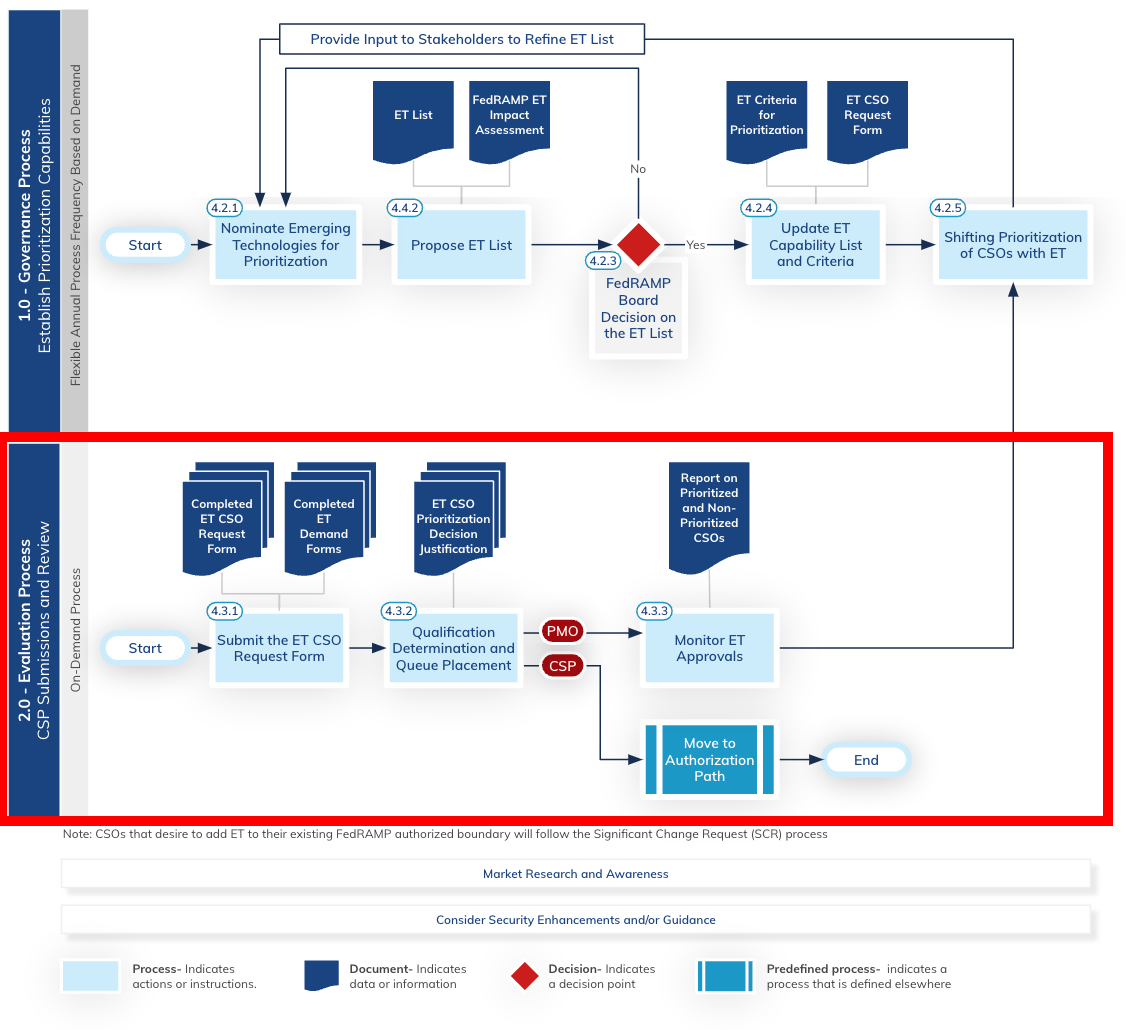 1.0 - Governance Process
Establish Prioritization Capabilities
Flexible Annual Process Frequency Based on Demand
Provide Input to Stakeholders to Refine ET List
ET List
FedRAMP ET
Impact
Assessment
ET Criteria
for
Prioritization
ET CSO
Request
Form
No
Start
4.2.1
Nominate Emerging
Technologies for
Prioritization
4.4.2
Propose ET List
4.2.3
FedRAMP
Board
Decision on
the ET List
Yes
4.2.4
Update ET
Capability List
and Criteria
4.2.5
Shifting Prioritization
of CSOs with ET
2.0 - Evaluation Process
CSP Submissions and Review
On-Demand Process
Completed
ET CSO
Request
Form
Completed
ET
Demand
Forms
ET CSO
Prioritization
Decision
Justification
Report on
Prioritized
and Non-
Prioritized
CSOs
Start
4.3.1
Submit the ET CSO
Request Form
4.3.2
Qualification
Determination and
Queue Placement
PMO
CSP
4.3.3
Monitor ET
Approvals
Move to
Authorization
Path
End
Note: CSOs that desire to add ET to their existing FedRAMP authorized boundary will follow the Significant Change Request (SCR) process
Market Research and Awareness
Consider Security Enhancements and/or Guidance
Process- Indicates
actions or instructions.
Document- Indicates
data or information
Decision- Indicates
a decision point
Predefined process- indicates a
process that is defined elsewhere